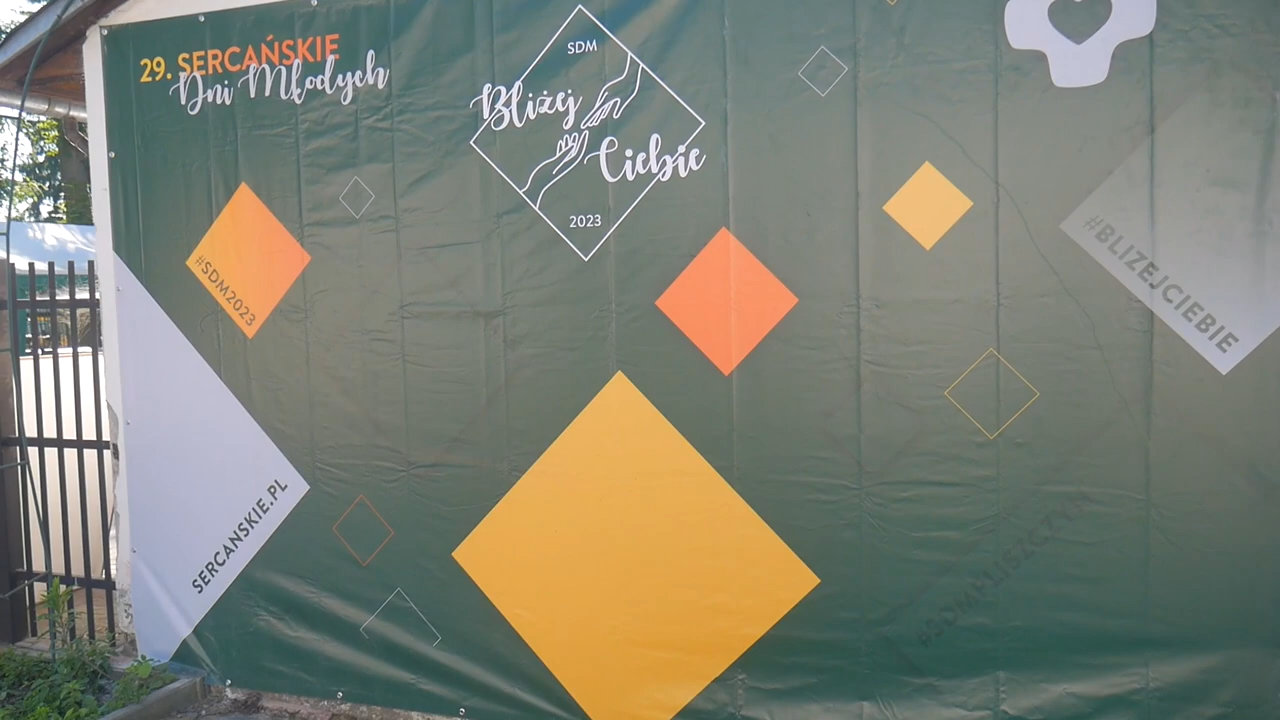 29. SERCAŃSKIE
Dni Młodych
SDM
Bliżej
Ciebie
2023
#SDM2023
#BLIZEJCIEBIE
SERCANSKIE.PL